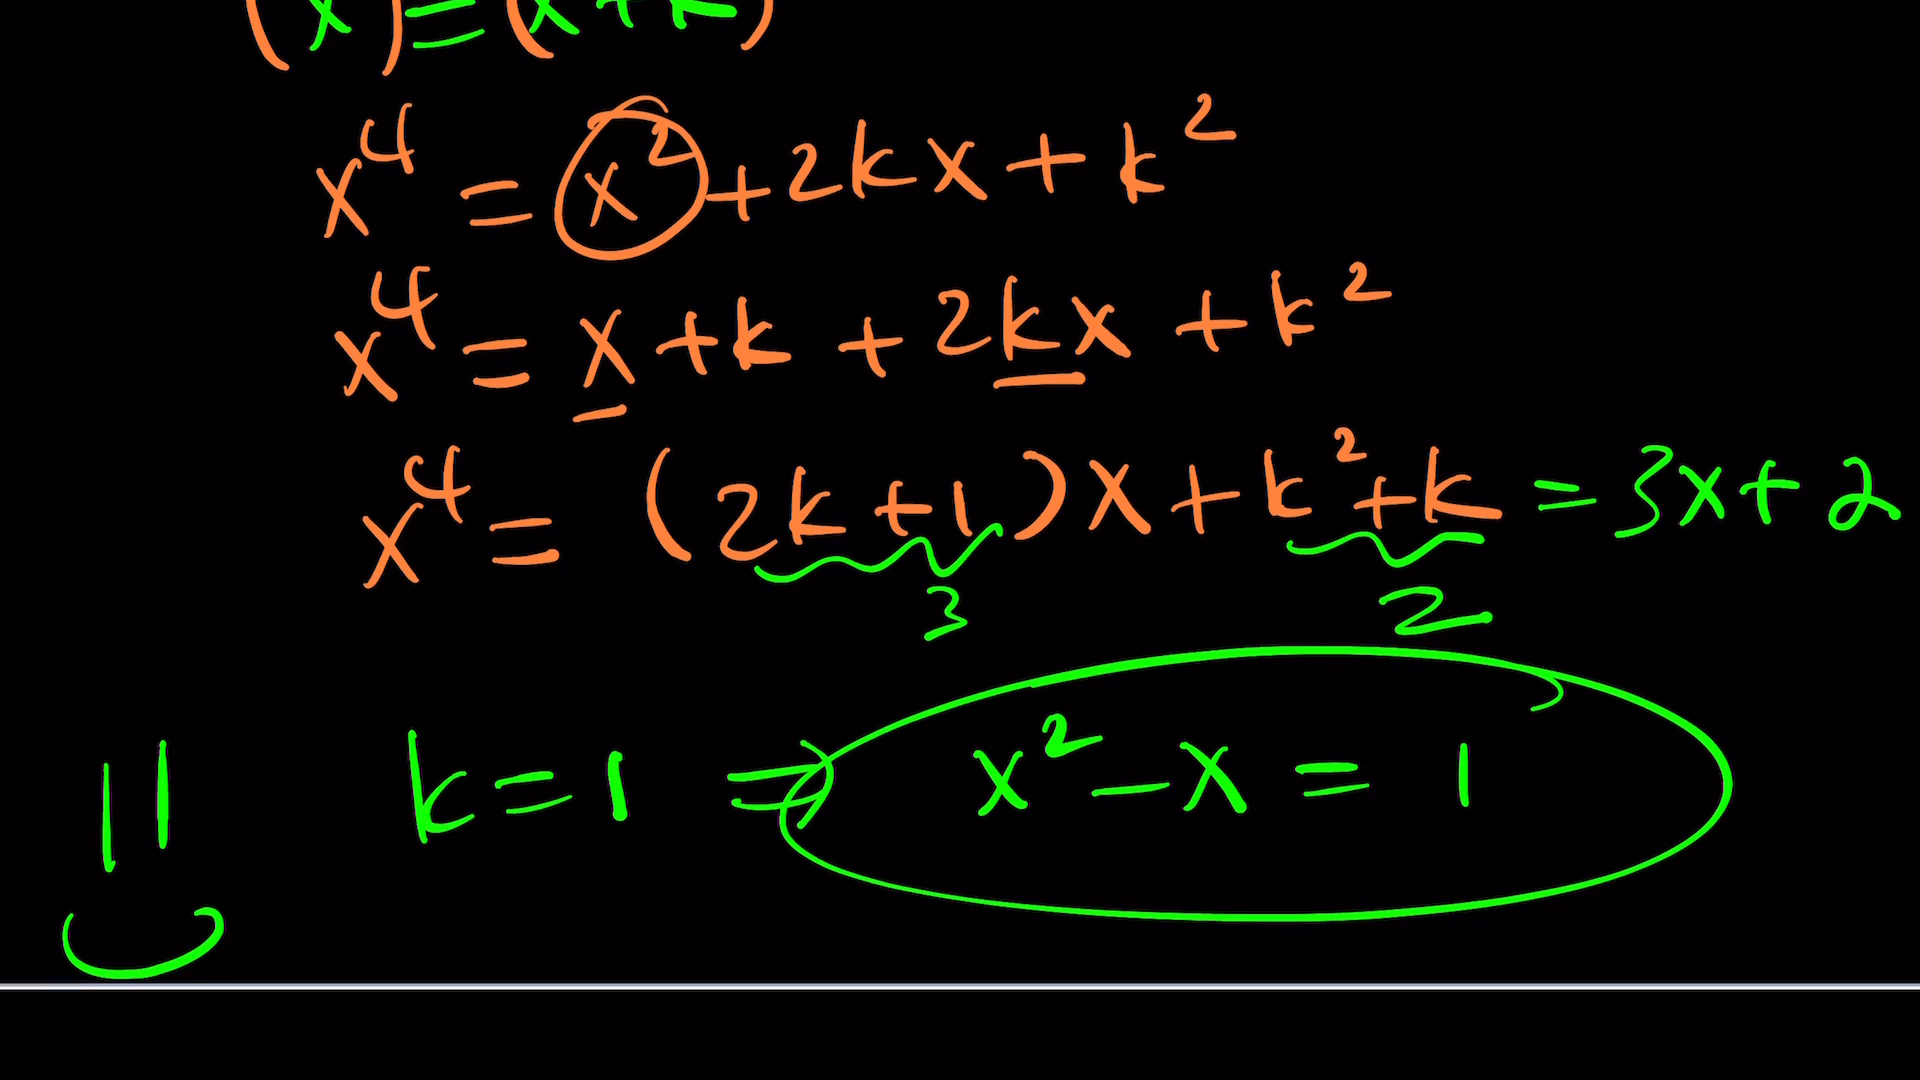 (x) = (x + k)
x⁴ = x² + 2kx + k²
x⁴ = x + k + 2kx + k²
x⁴ = (2k + 1)x + k² + k = 3x + 2
3 2
k = 1 ⇒ x² - x = 1